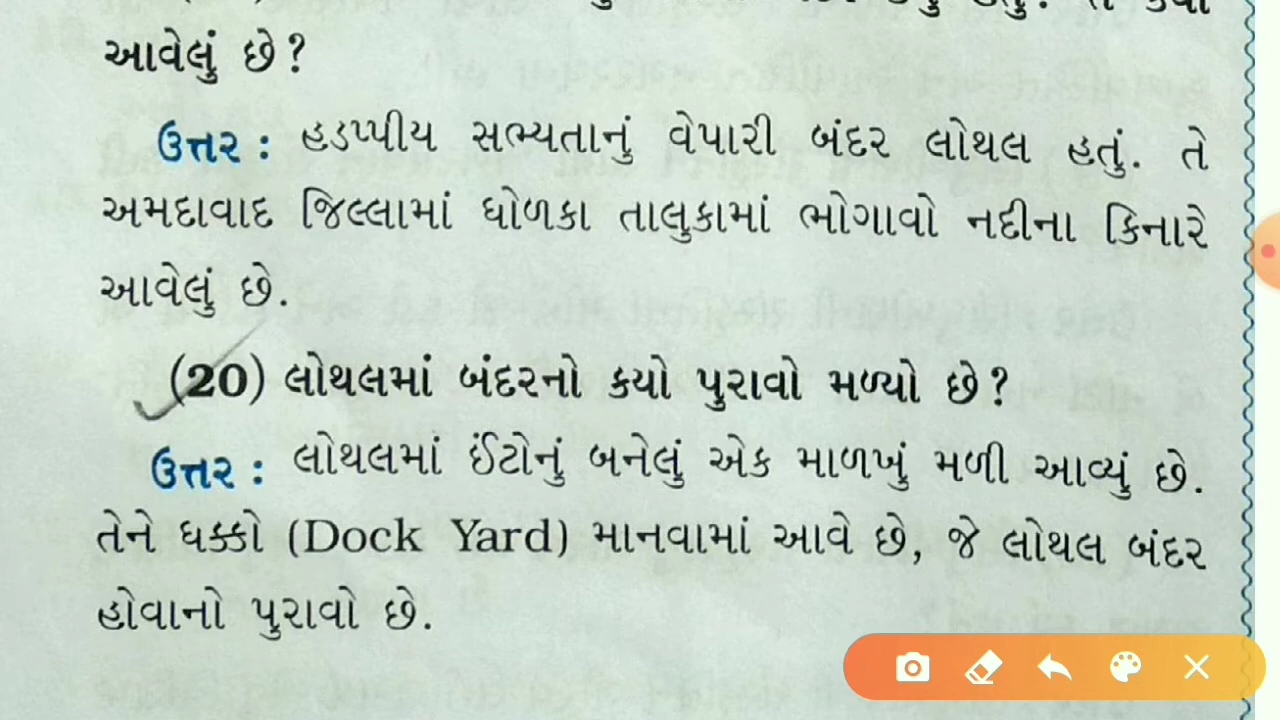 આવેલું છે?
ઉત્તર : હડપ્પીય સભ્યતાનું વેપારી બંદર લોથલ હતું. તે
અમદાવાદ જિલ્લામાં ધોળકા તાલુકામાં ભોગાવો નદીના કિનારે
આવેલું છે.
(20) લોથલમાં બંદરનો કયો પુરાવો મળ્યો છે?
ઉત્તર : લોથલમાં ઈંટોનું બનેલું એક માળખું મળી આવ્યું છે.
તેને ધક્કો (Dock Yard) માનવામાં આવે છે, જે લોથલ બંદર
હોવાનો પુરાવો છે.